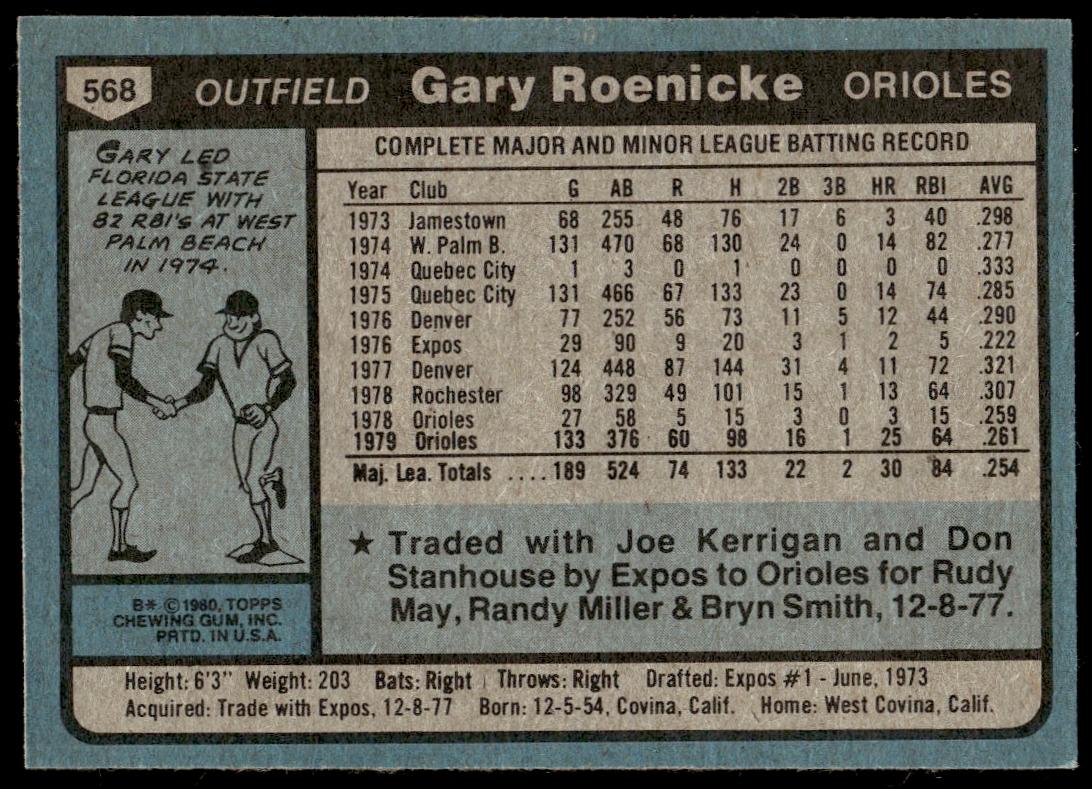 568 OUTFIELD Gary Roenicke ORIOLES
GARY LED
FLORIDA STATE
LEAGUE WITH
82 RBI'S AT WEST
PALM BEACH
IN 1974.
COMPLETE MAJOR AND MINOR LEAGUE BATTING RECORD
Year Club G AB R H 2B 3B HR RBI AVG
1973 Jamestown 68 255 48 76 17 6 3 40 .298
1974 W. Palm B. 131 470 68 130 24 0 14 82 .277
1974 Quebec City 1 3 0 1 0 0 0 0 .333
1975 Quebec City 131 466 67 133 23 0 14 74 .285
1976 Denver 77 252 56 73 11 5 12 44 .290
1976 Expos 29 90 9 20 3 1 2 5 .222
1977 Denver 124 448 87 144 31 4 11 72 .321
1978 Rochester 98 329 49 101 15 1 13 64 .307
1978 Orioles 27 58 5 15 3 0 3 15 .259
1979 Orioles 133 376 60 98 16 1 25 64 .261
Maj. Lea. Totals .... 189 524 74 133 22 2 30 84 .254
★ Traded with Joe Kerrigan and Don
Stanhouse by Expos to Orioles for Rudy
May, Randy Miller & Bryn Smith, 12-8-77.
B* © 1980, TOPPS
CHEWING GUM, INC.
PRTD. IN U.S.A.
Height: 6'3" Weight: 203 Bats: Right Throws: Right Drafted: Expos #1 - June, 1973
Acquired: Trade with Expos, 12-8-77 Born: 12-5-54, Covina, Calif. Home: West Covina, Calif.